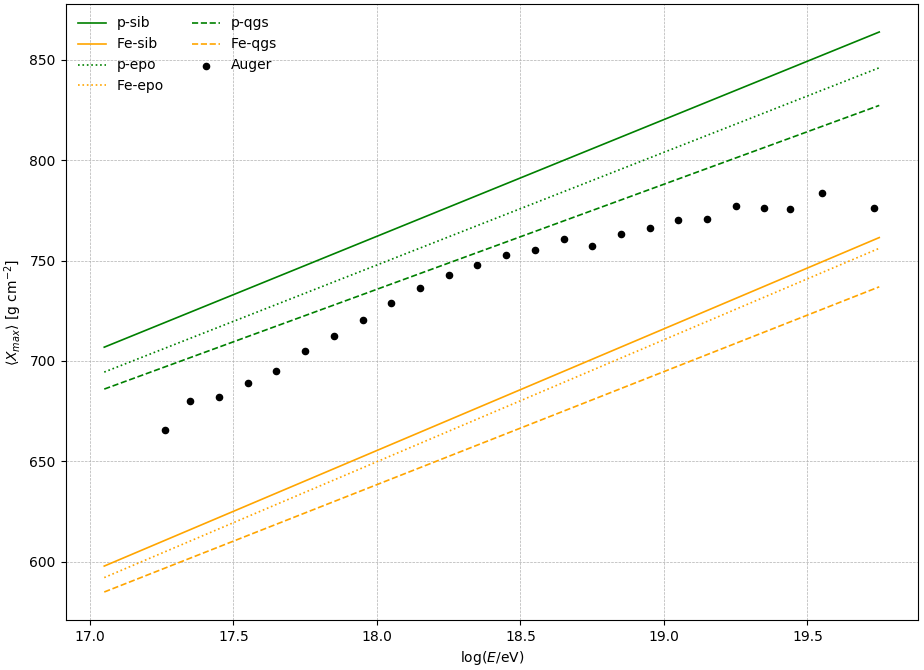 p-sib
Fe-sib
p-epo
Fe-epo
p-qgs
Fe-qgs
Auger
850
800
750
700
650
600
⟨X_max⟩ [g cm⁻²]
17.0 17.5 18.0 18.5 19.0 19.5
log(E/eV)